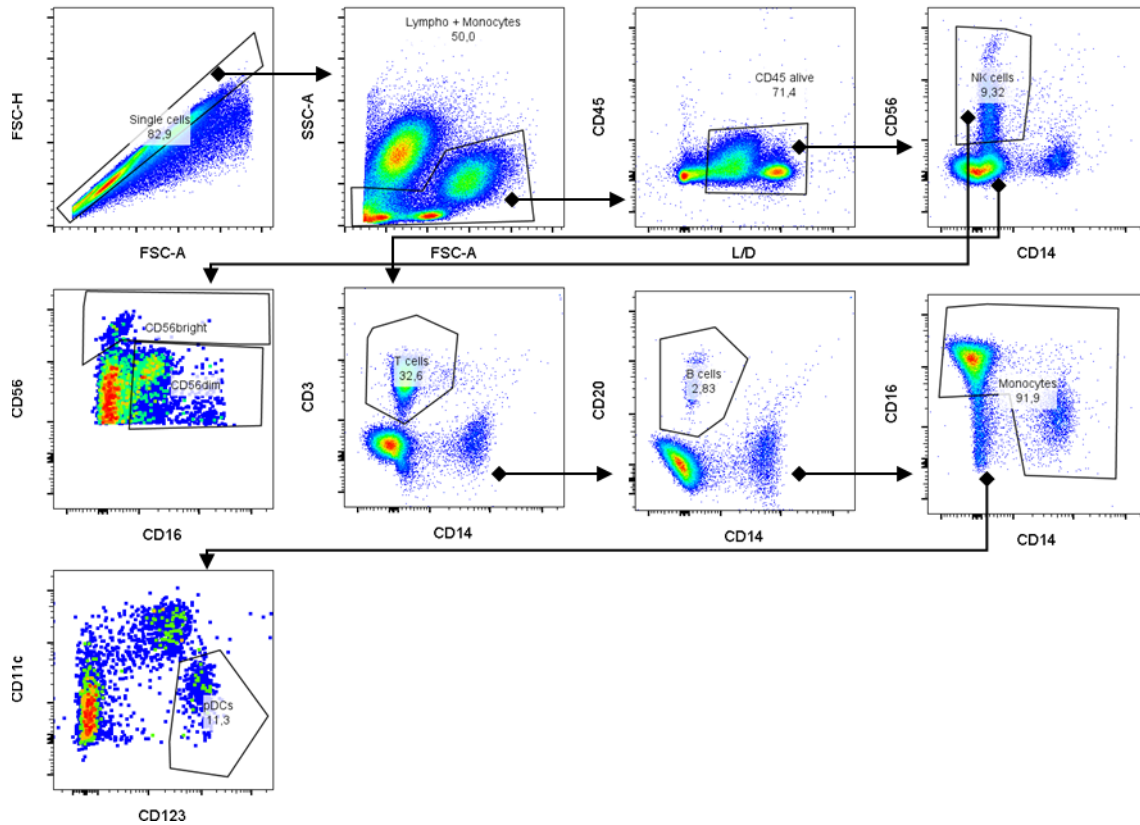 Single cells
82,9
FSC-H
FSC-A
Lympho + Monocytes
50,0
SSC-A
FSC-A
CD45 alive
71,4
CD45
L/D
NK cells
9,32
CD56
CD14
CD56bright
CD56dim
CD56
CD16
T cells
32,6
CD3
CD14
B cells
2,83
CD20
CD14
Monocytes
91,9
CD16
CD14
pDCs
11,3
CD11c
CD123